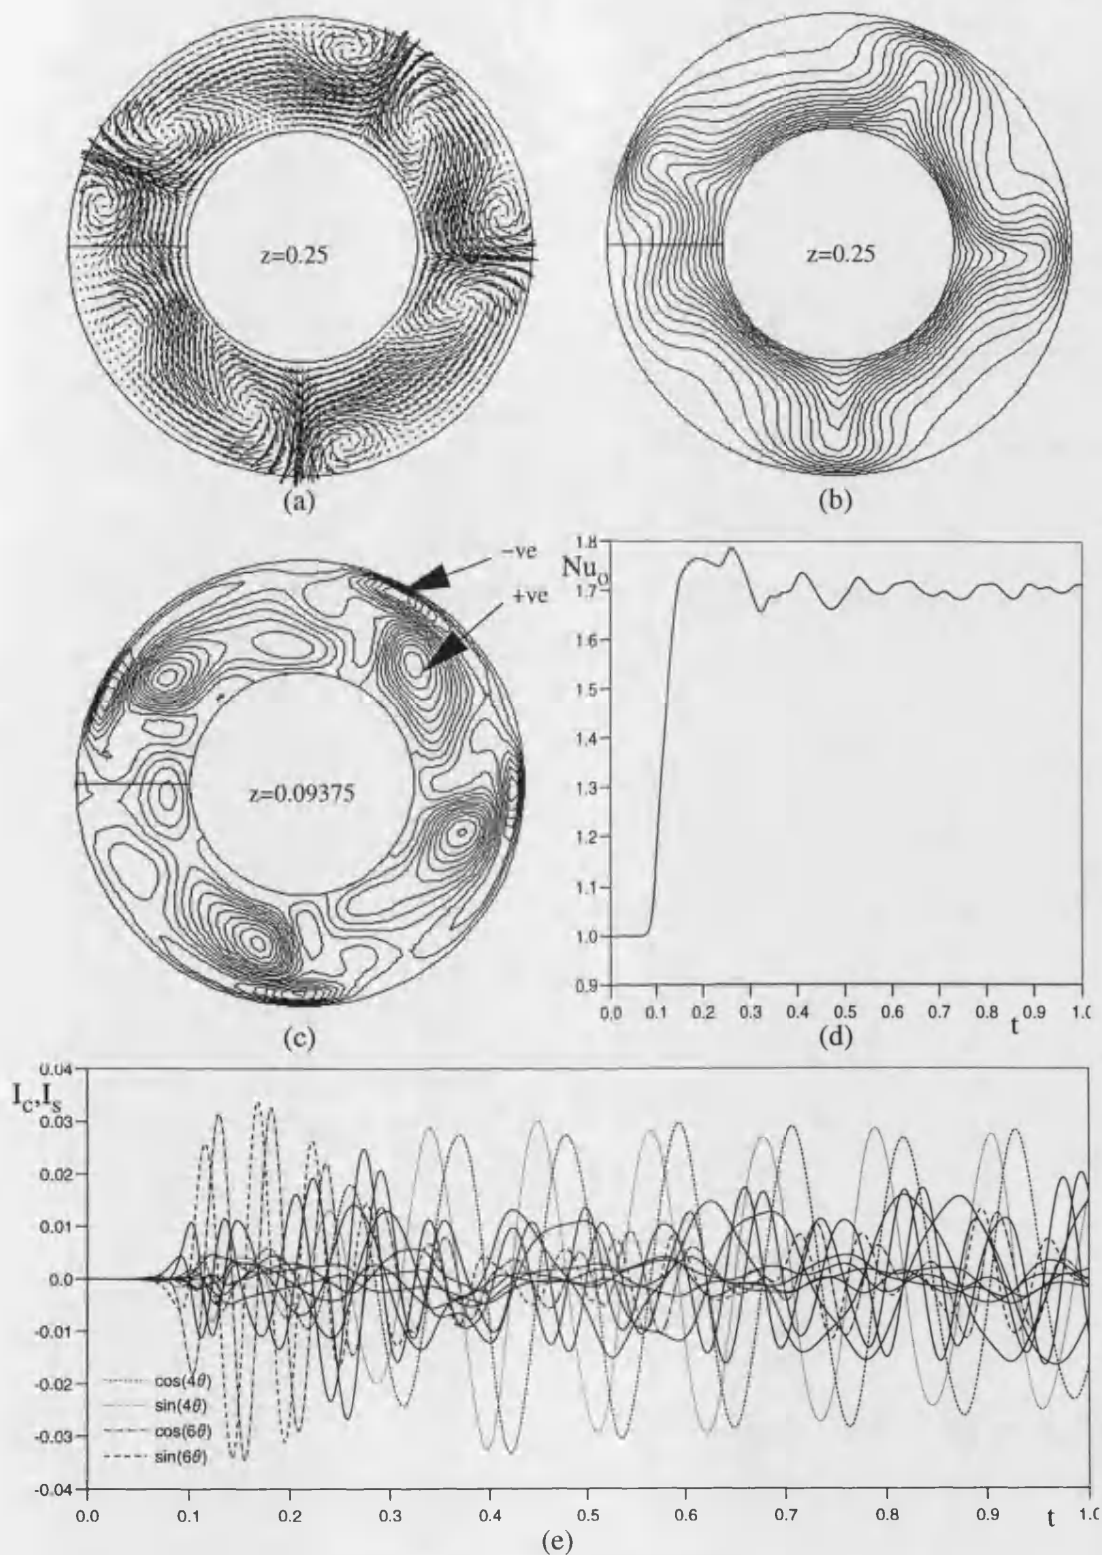 z=0.25
z=0.25
(a)
(b)
−ve
+ve
z=0.09375
(c)
Nu₀
1.8
1.7
1.6
1.5
1.4
1.3
1.2
1.1
1.0
0.9
0.0 0.1 0.2 0.3 0.4 0.5 0.6 0.7 0.8 0.9 1.0
t
(d)
I_c,I_s
0.04
0.03
0.02
0.01
0.0
-0.01
-0.02
-0.03
-0.04
cos(4θ)
sin(4θ)
cos(6θ)
sin(6θ)
0.0 0.1 0.2 0.3 0.4 0.5 0.6 0.7 0.8 0.9 1.0
t
(e)